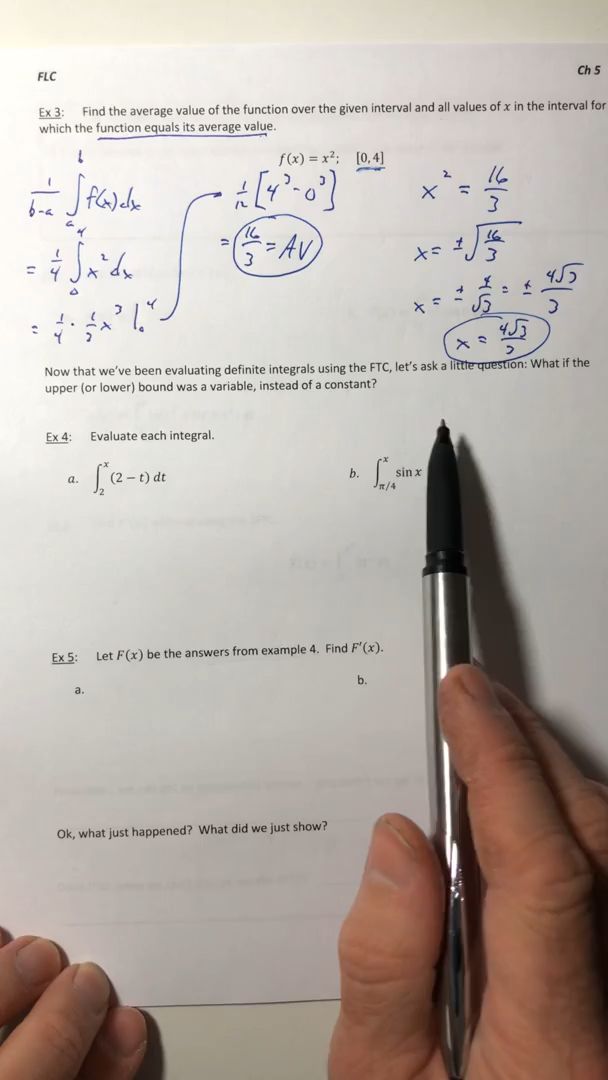 FLC Ch 5
Ex 3: Find the average value of the function over the given interval and all values of x in the interval for
which the function equals its average value.
f(x) = x²; [0,4]
1/(b-a) ∫_a^b f(x)dx
= 1/4 ∫_0^4 x² dx
= 1/4 · 1/3 x³ |_0^4
1/12 [4³ - 0³]
= 16/3 = AV
x² = 16/3
x = ±√(16/3)
x = ± 4/√3 = ± 4√3/3
x = 4√3/3
Now that we've been evaluating definite integrals using the FTC, let's ask a little question: What if the
upper (or lower) bound was a variable, instead of a constant?
Ex 4: Evaluate each integral.
a. ∫_2^x (2 − t) dt
b. ∫_{π/4}^x sin x
Ex 5: Let F(x) be the answers from example 4. Find F′(x).
a. b.
Ok, what just happened? What did we just show?